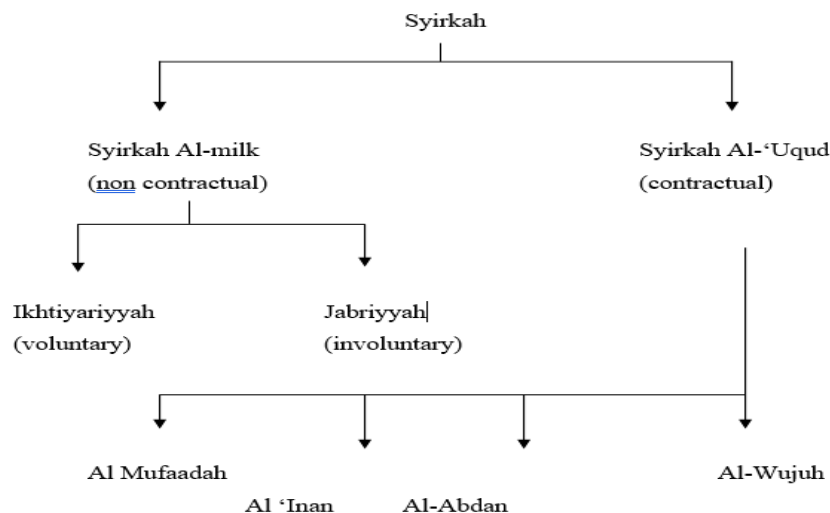 Syirkah
Syirkah Al-milk
(non contractual)
Syirkah Al-‘Uqud
(contractual)
Ikhtiyariyyah
(voluntary)
Jabriyyah
(involuntary)
Al Mufaadah
Al ‘Inan
Al-Abdan
Al-Wujuh